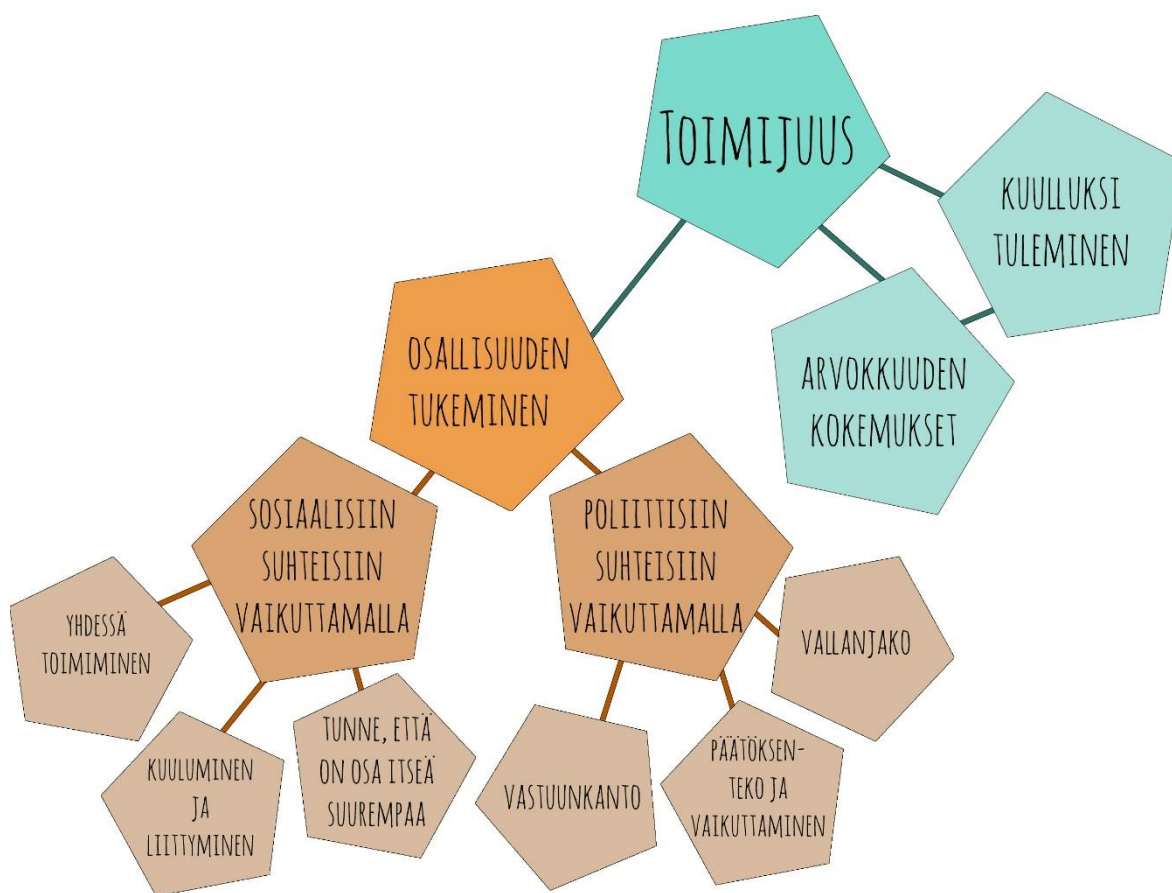 TOIMIJUUS
KUULLUKSI
TULEMINEN
ARVOKKUUDEN
KOKEMUKSET
OSALLISUUDEN
TUKEMINEN
SOSIAALISIIN
SUHTEISIIN
VAIKUTTAMALLA
POLIITTISIIN
SUHTEISIIN
VAIKUTTAMALLA
YHDESSÄ
TOIMIMINEN
KUULUMINEN
JA
LIITTYMINEN
TUNNE, ETTÄ
ON OSA ITSEÄ
SUUREMPAA
VASTUUNKANTO
PÄÄTÖKSEN-
TEKO JA
VAIKUTTAMINEN
VALLANJAKO